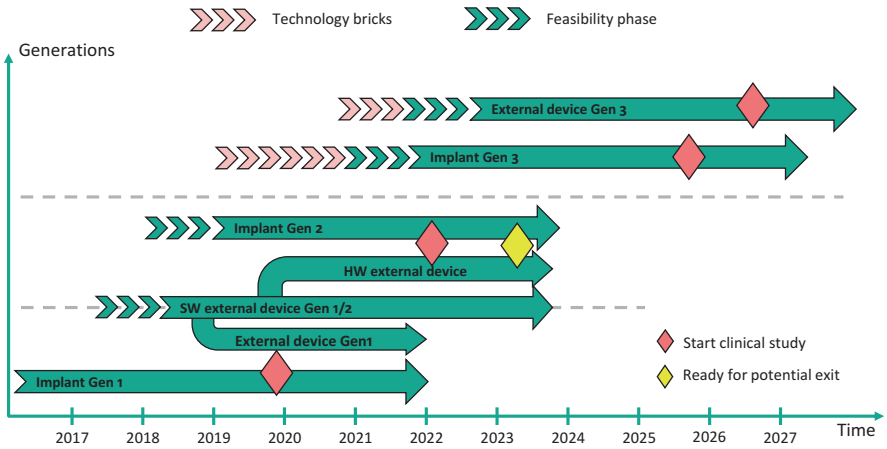 Technology bricks
Feasibility phase
Generations
External device Gen 3
Implant Gen 3
Implant Gen 2
HW external device
SW external device Gen 1/2
External device Gen1
Implant Gen 1
Start clinical study
Ready for potential exit
2017 2018 2019 2020 2021 2022 2023 2024 2025 2026 2027
Time